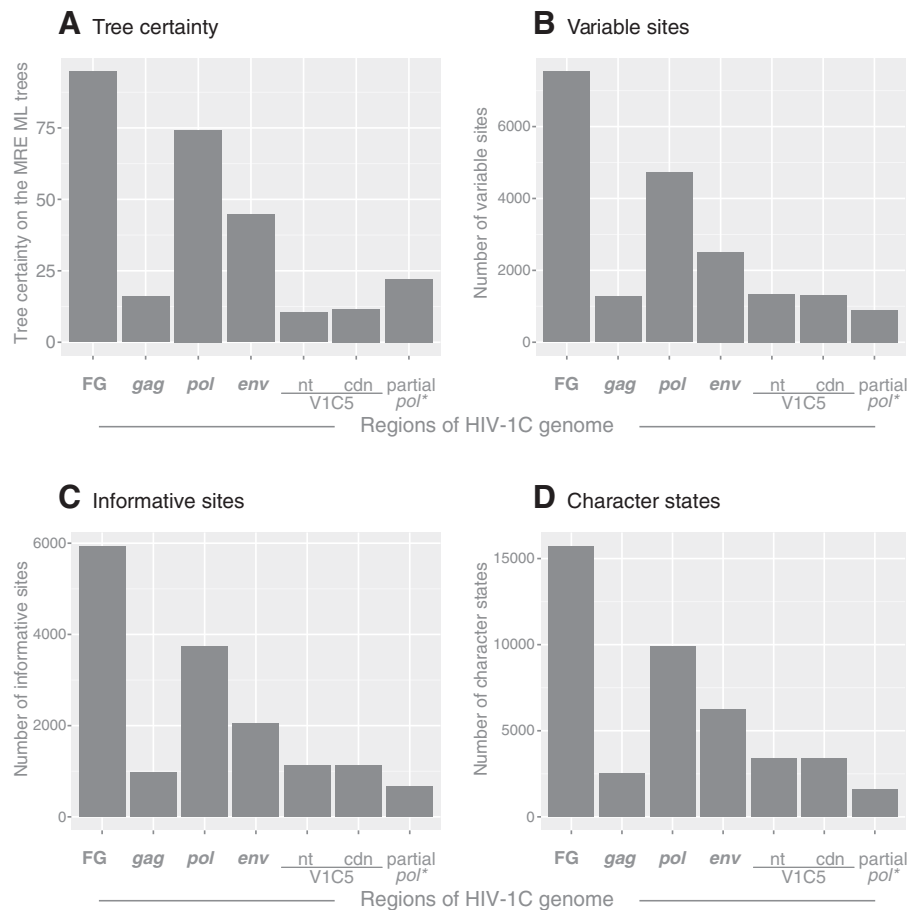 A Tree certainty
Tree certainty on the MRE ML trees
75
50
25
0
FG gag pol env nt cdn partial
V1C5 pol*
Regions of HIV-1C genome
B Variable sites
Number of variable sites
6000
4000
2000
0
FG gag pol env nt cdn partial
V1C5 pol*
C Informative sites
Number of informative sites
6000
4000
2000
0
FG gag pol env nt cdn partial
V1C5 pol*
Regions of HIV-1C genome
D Character states
Number of character states
15000
10000
5000
0
FG gag pol env nt cdn partial
V1C5 pol*